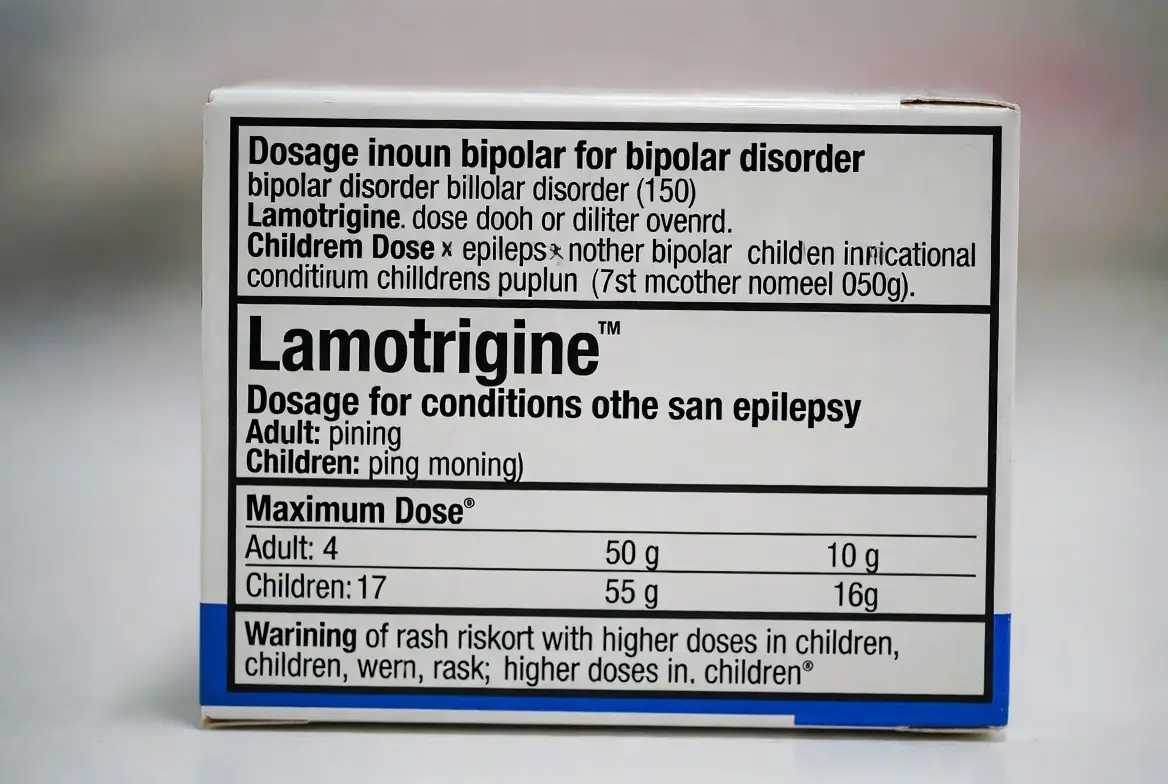 Dosage inoun bipolar for bipolar disorder
bipolar disorder billolar disorder (150)
Lamotrigine. dose dooh or diliter ovenrd.
Childrem Dose x epileps nother bipolar childen innicational
conditirum chilldrens puplun (7st mcother nomeel 050g).
Lamotrigine™
Dosage for conditions othe san epilepsy
Adult: pining
Children: ping moning)
Maximum Dose®
Adult: 4 50 g 10 g
Children: 17 55 g 16g
Warining of rash riskort with higher doses in children,
children, wern, rask; higher doses in. children®